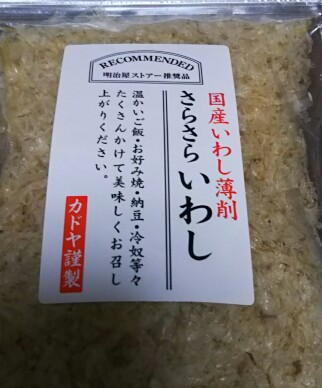 RECOMMENDED
明治屋ストアー推奨品
国産いわし薄削
さらさらいわし
温かいご飯・お好み焼・納豆・冷奴等々
たくさんかけて美味しくお召し
上がりください。
カドヤ謹製